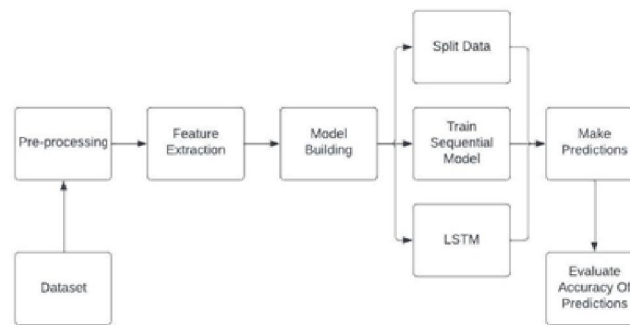 Split Data
Pre-processing
Feature
Extraction
Model
Building
Train
Sequential
Model
Make
Predictions
LSTM
Dataset
Evaluate
Accuracy Of
Predictions